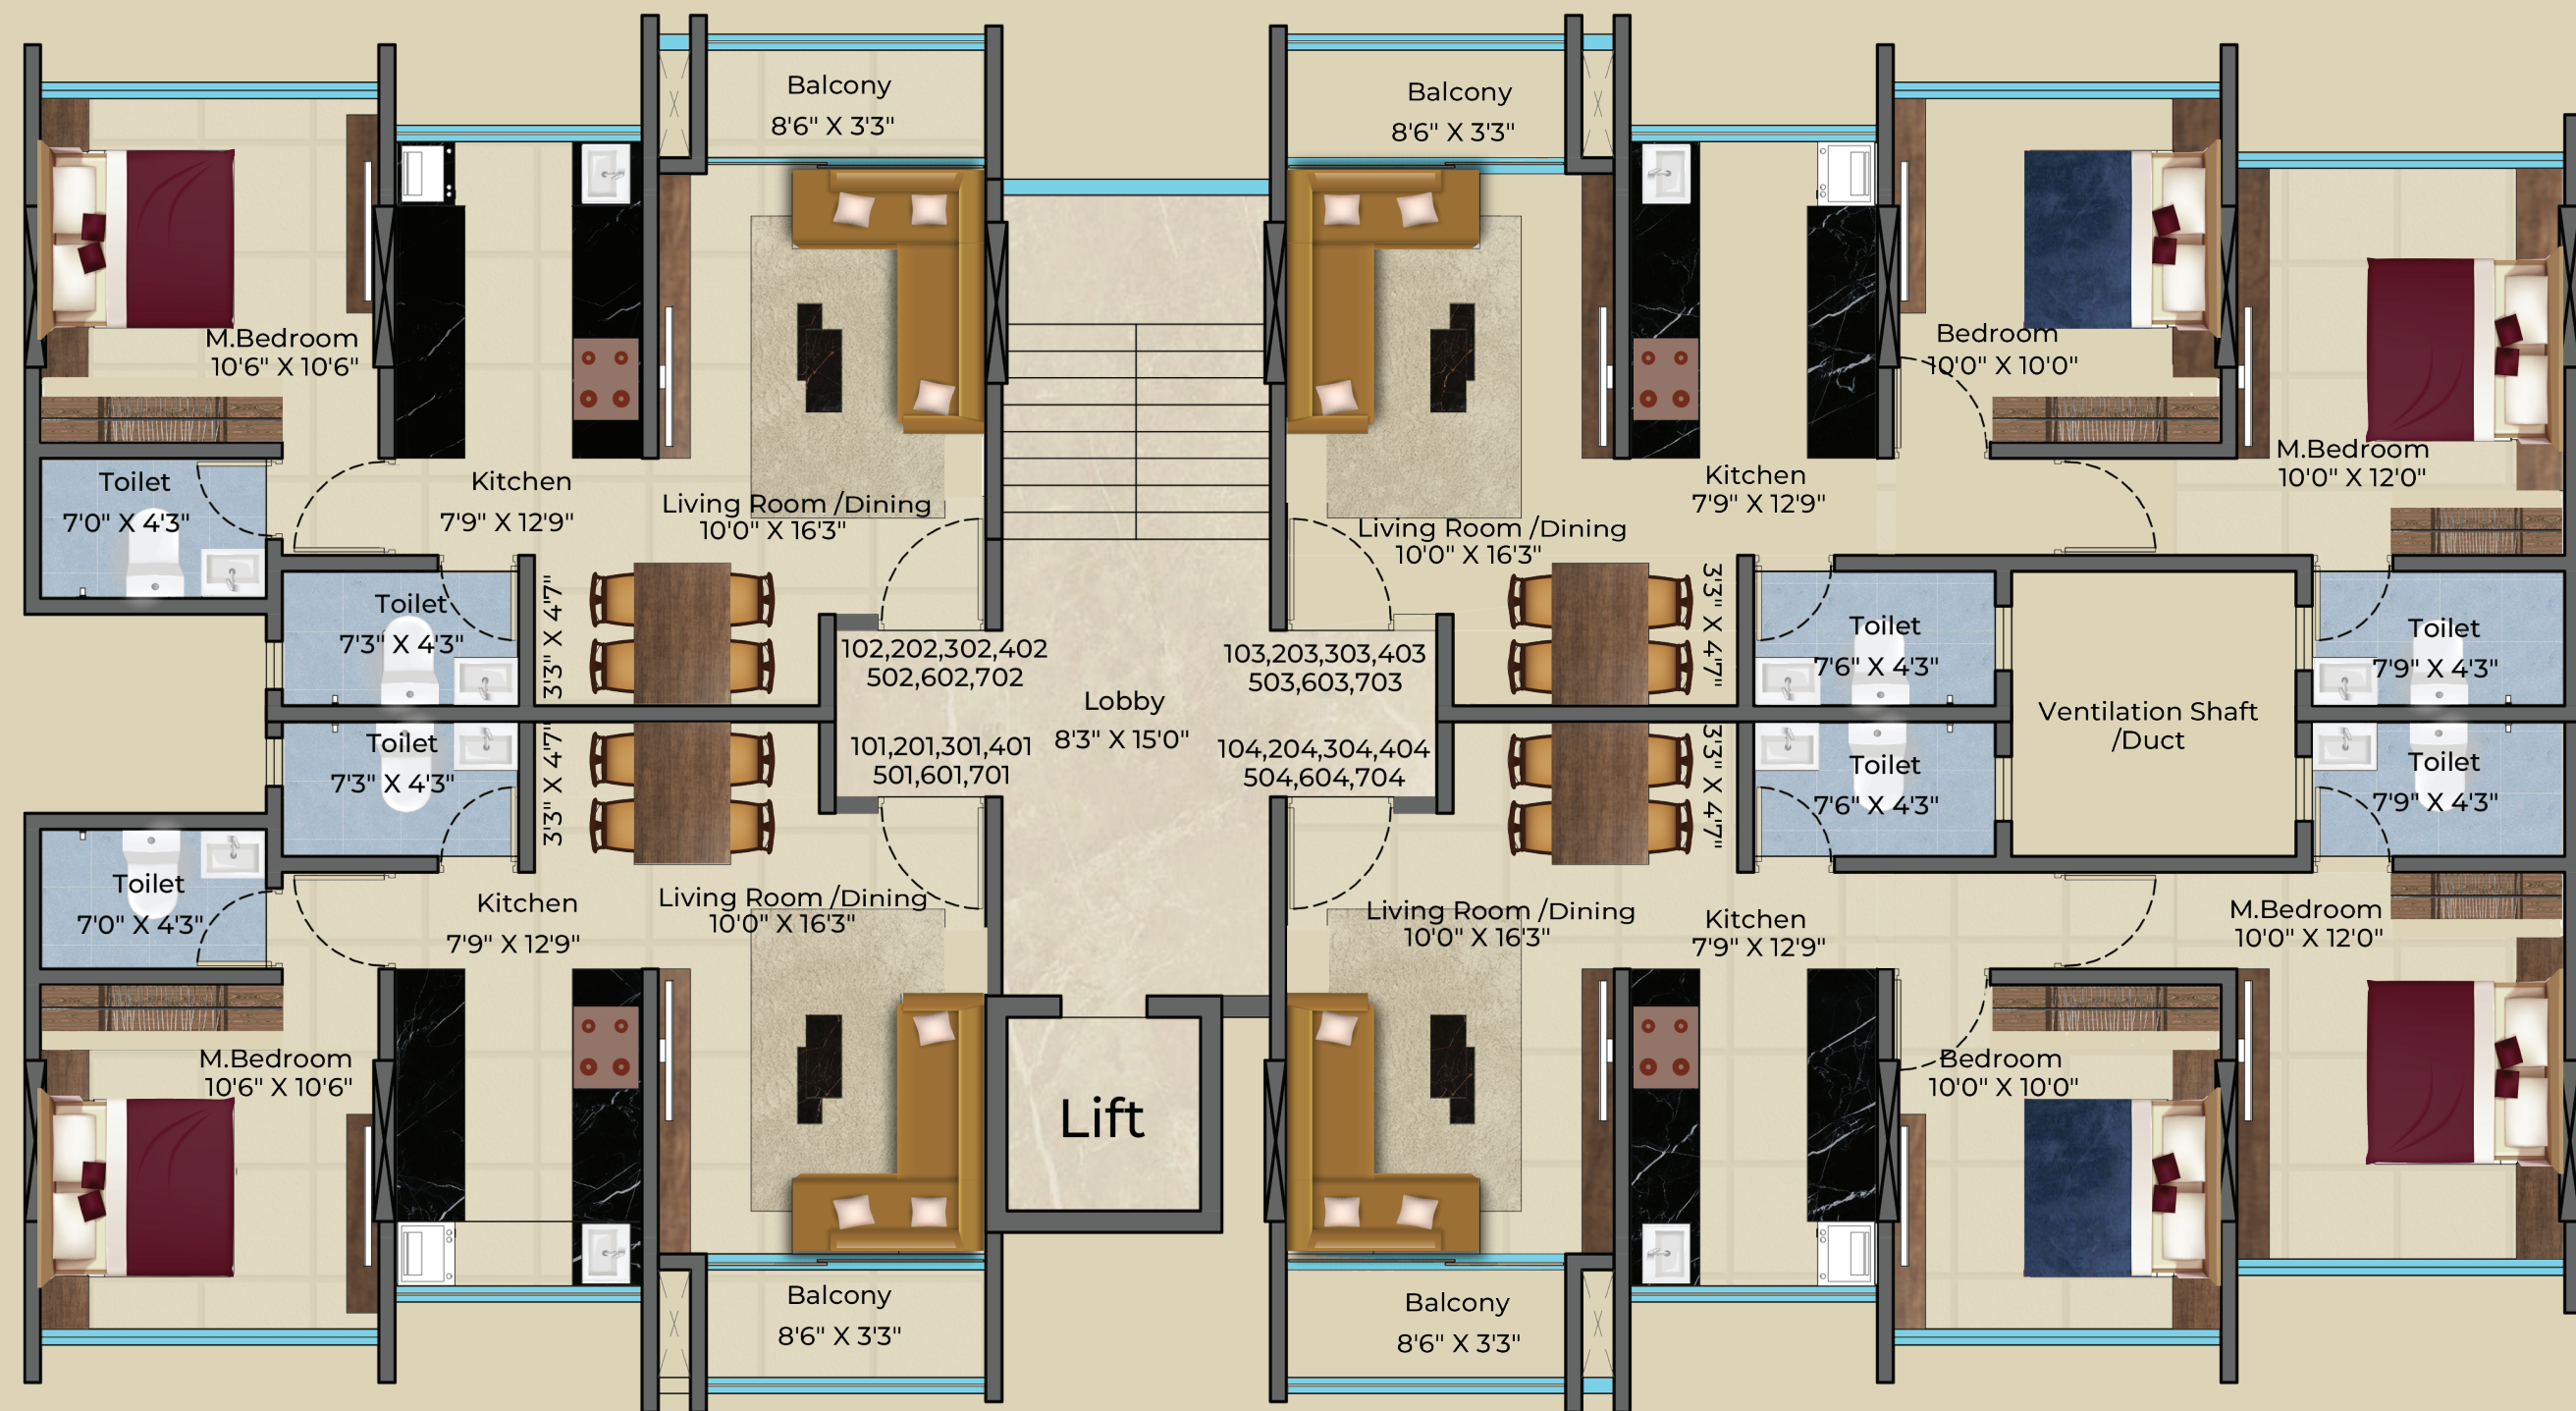 Balcony
8'6" X 3'3"
Balcony
8'6" X 3'3"
M.Bedroom
10'6" X 10'6"
Bedroom
10'0" X 10'0"
M.Bedroom
10'0" X 12'0"
Toilet
7'0" X 4'3"
Kitchen
7'9" X 12'9"
Living Room /Dining
10'0" X 16'3"
Living Room /Dining
10'0" X 16'3"
Kitchen
7'9" X 12'9"
Toilet
7'3" X 4'3"
3'3" X 4'7"
102,202,302,402
502,602,702
103,203,303,403
503,603,703
3'3" X 4'7"
Toilet
7'6" X 4'3"
Toilet
7'9" X 4'3"
Lobby
8'3" X 15'0"
Ventilation Shaft
/Duct
Toilet
7'3" X 4'3"
3'3" X 4'7"
101,201,301,401
501,601,701
104,204,304,404
504,604,704
3'3" X 4'7"
Toilet
7'6" X 4'3"
Toilet
7'9" X 4'3"
Toilet
7'0" X 4'3"
Kitchen
7'9" X 12'9"
Living Room /Dining
10'0" X 16'3"
Living Room /Dining
10'0" X 16'3"
Kitchen
7'9" X 12'9"
M.Bedroom
10'0" X 12'0"
M.Bedroom
10'6" X 10'6"
Lift
Bedroom
10'0" X 10'0"
Balcony
8'6" X 3'3"
Balcony
8'6" X 3'3"